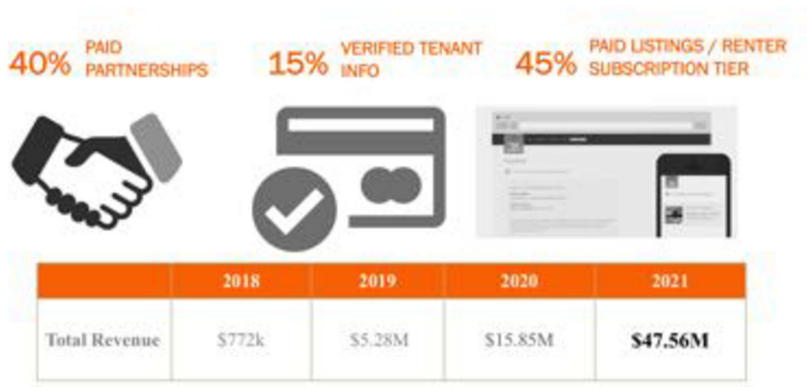 40% PAID
PARTNERSHIPS
15% VERIFIED TENANT
INFO
45% PAID LISTINGS / RENTER
SUBSCRIPTION TIER
2018 2019 2020 2021
Total Revenue $772k $5.28M $15.85M $47.56M